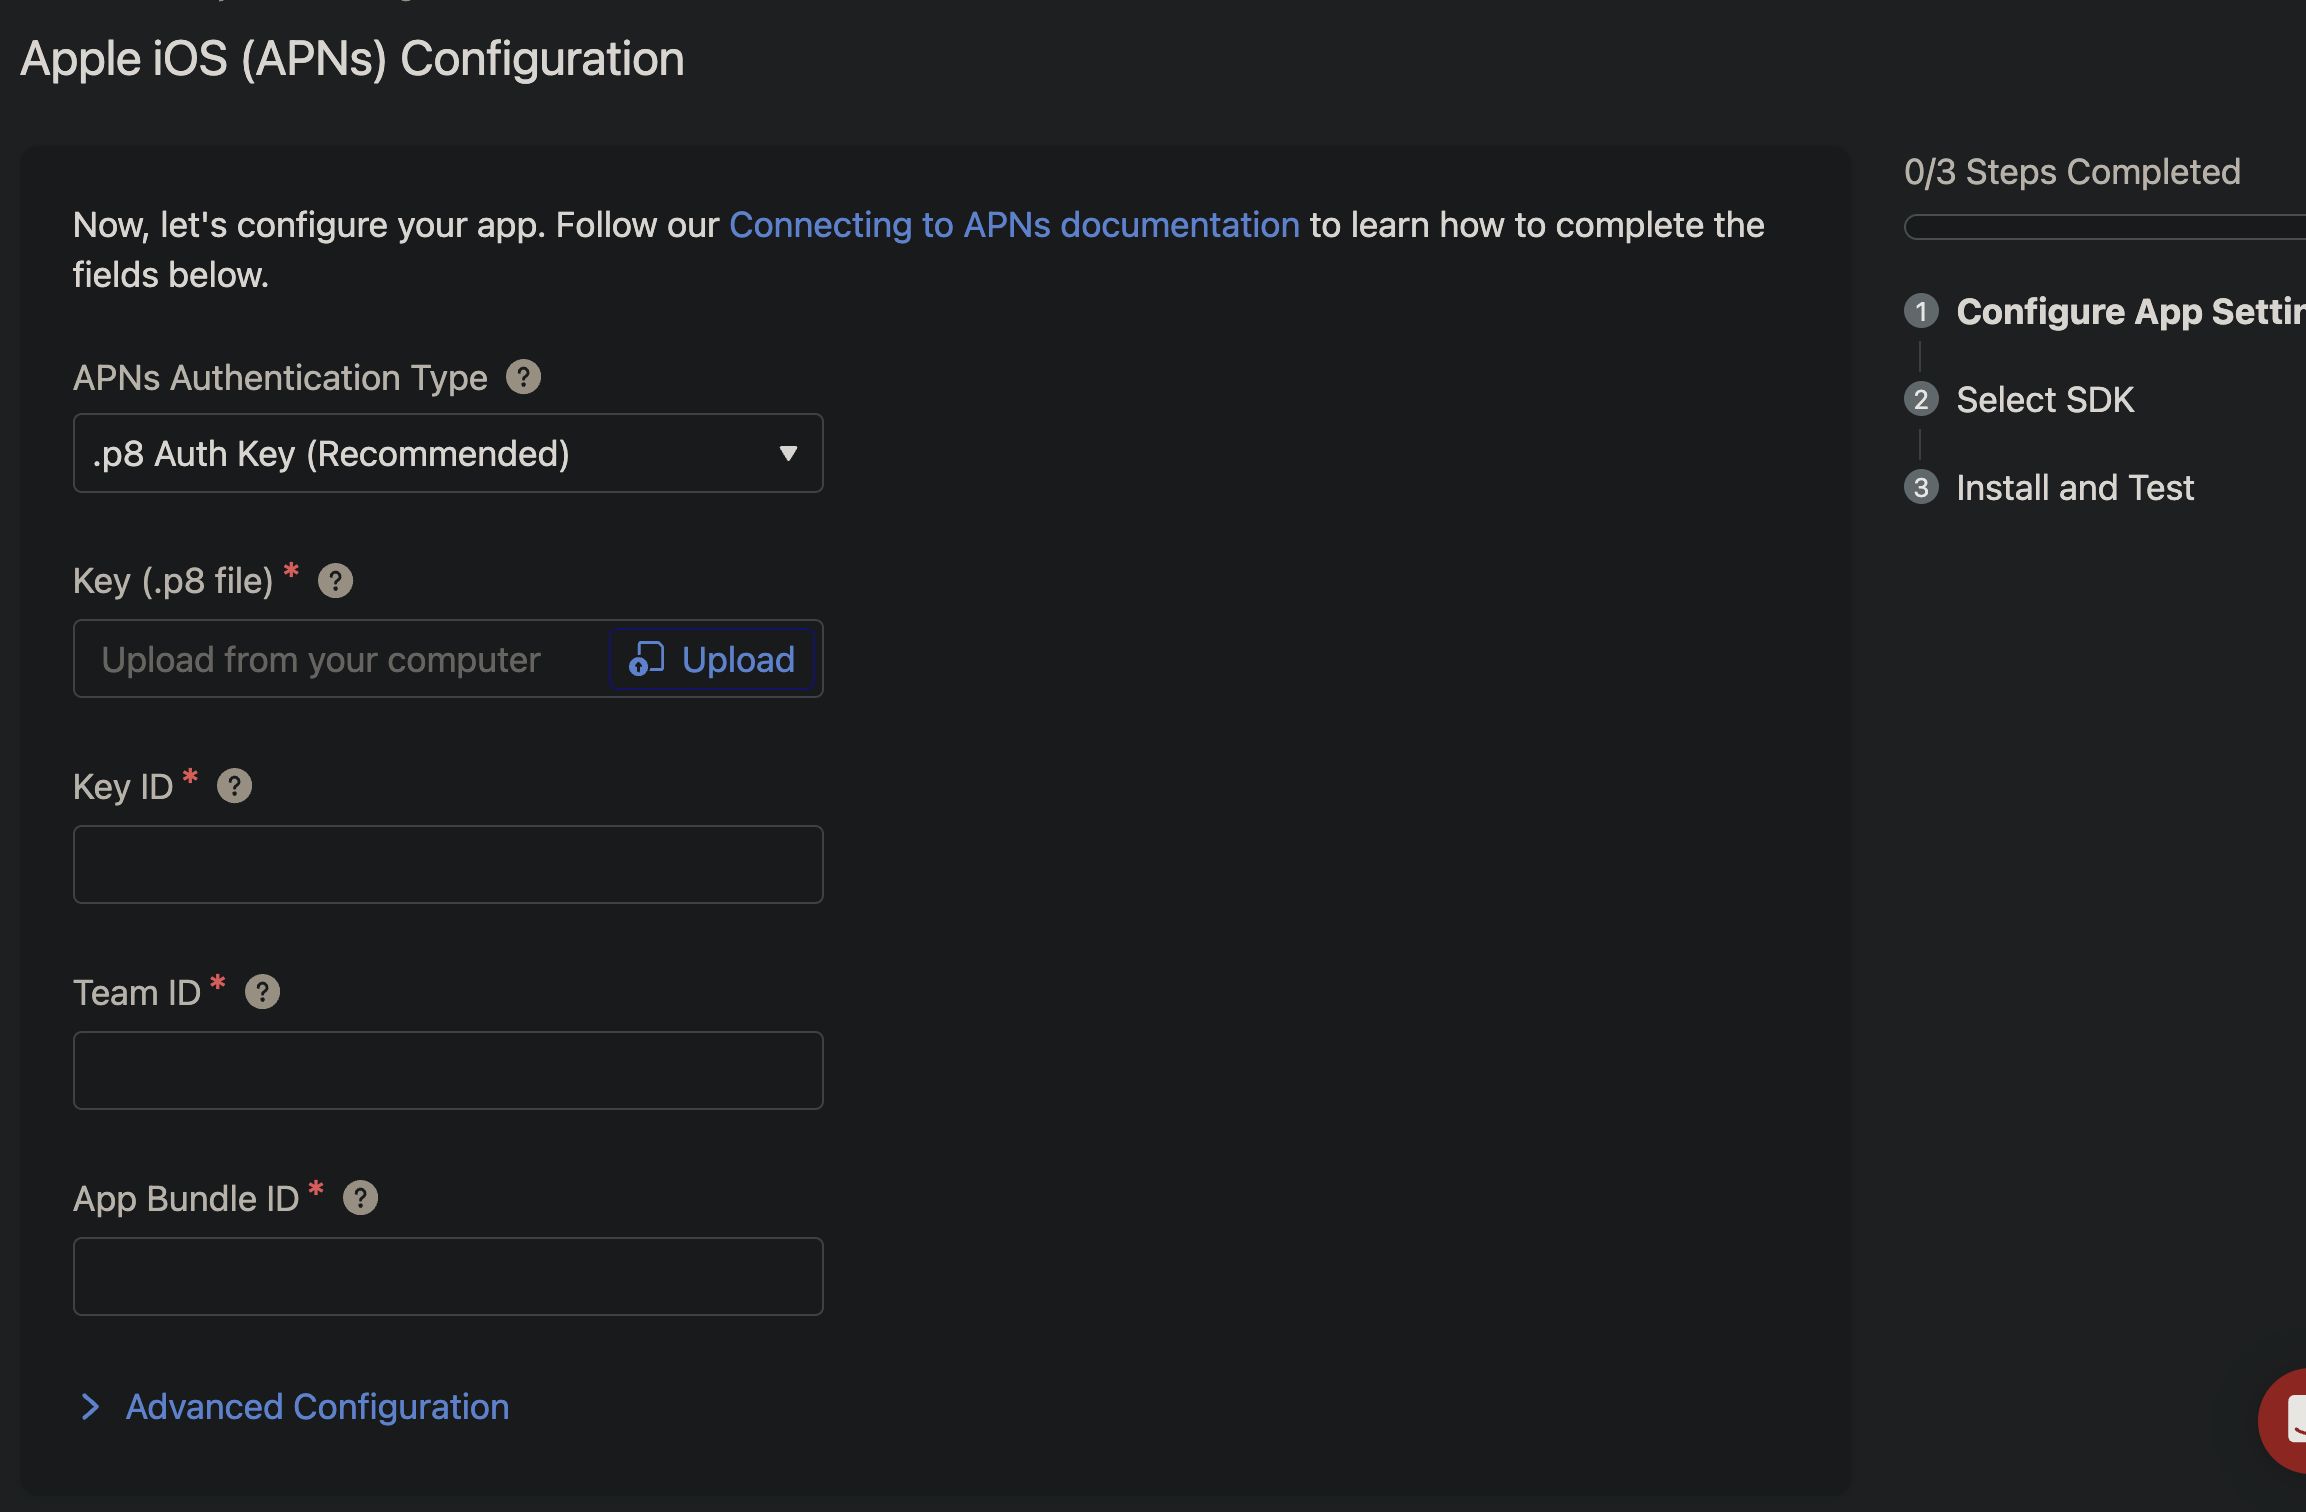 Apple iOS (APNs) Configuration
Now, let's configure your app. Follow our Connecting to APNs documentation to learn how to complete the
fields below.
APNs Authentication Type ?
.p8 Auth Key (Recommended)
Key (.p8 file) * ?
Upload from your computer Upload
Key ID * ?
Team ID * ?
App Bundle ID * ?
Advanced Configuration
0/3 Steps Completed
1 Configure App
2 Select SDK
3 Install and Test